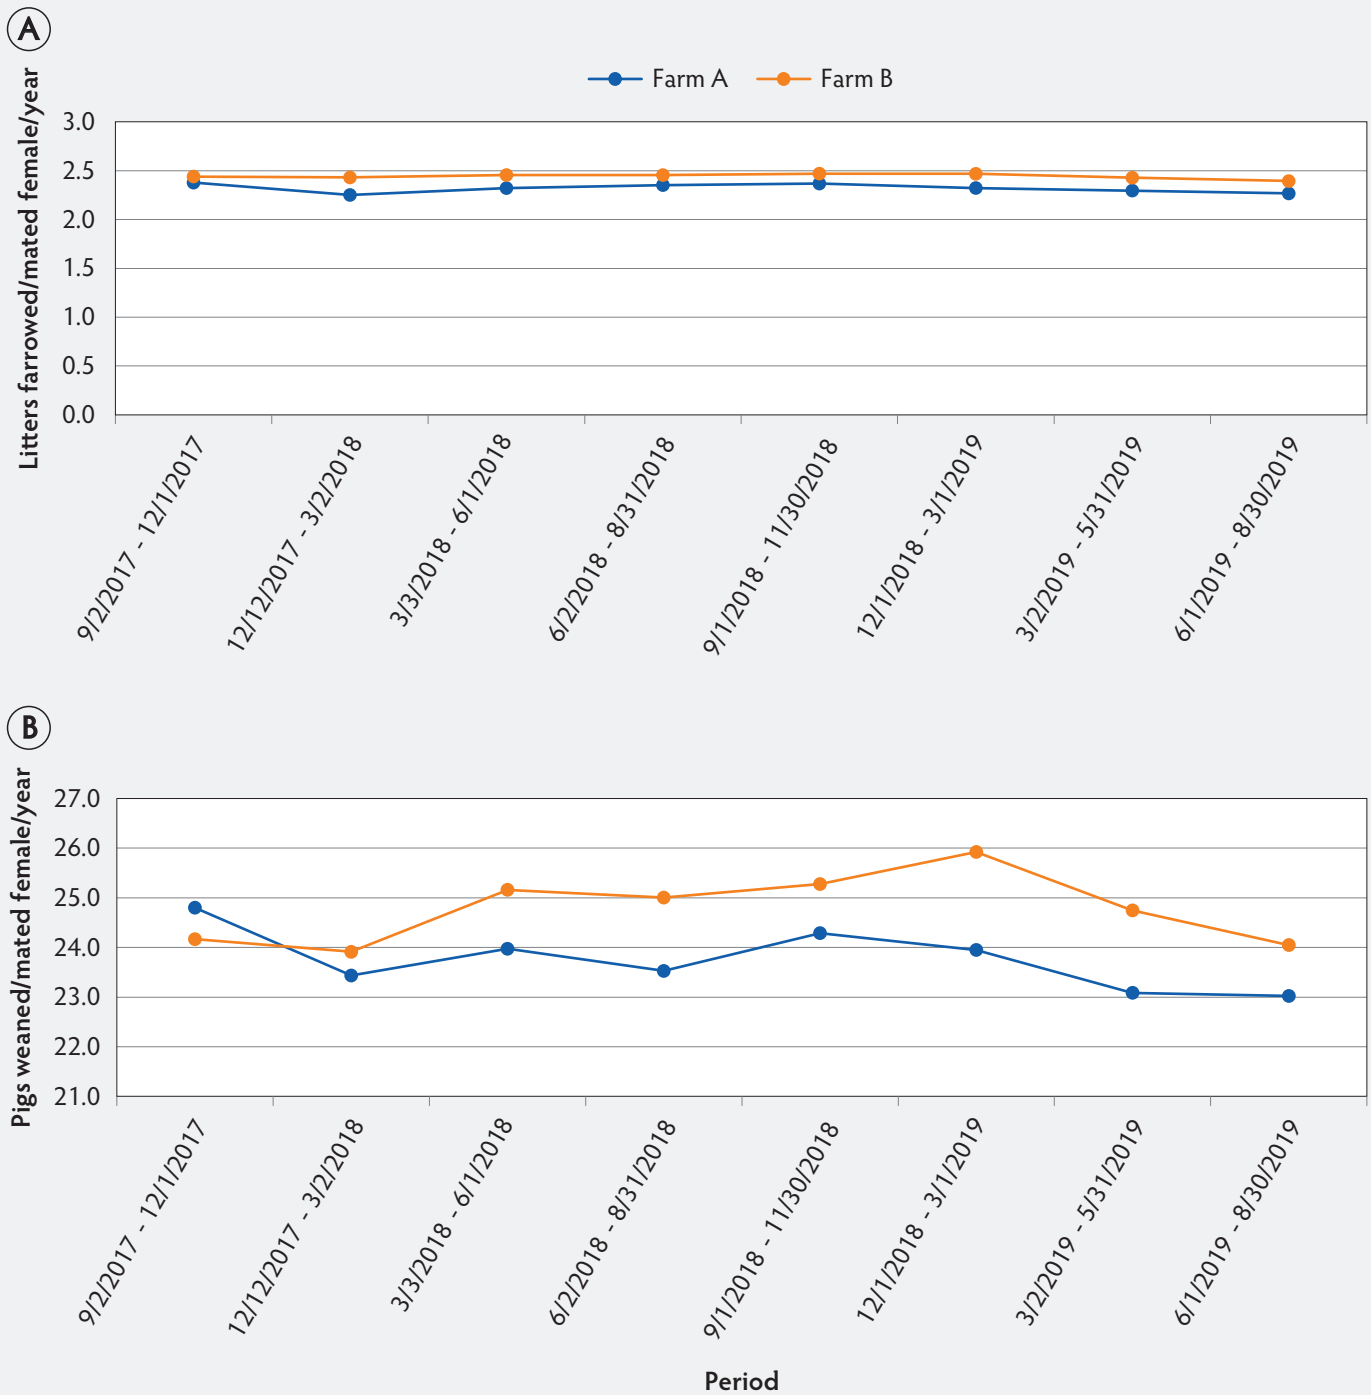 A
Litters farrowed/mated female/year
Farm A
Farm B
3.0
2.5
2.0
1.5
1.0
0.5
0.0
9/2/2017 - 12/1/2017
12/12/2017 - 3/2/2018
3/3/2018 - 6/1/2018
6/2/2018 - 8/31/2018
9/1/2018 - 11/30/2018
12/1/2018 - 3/1/2019
3/2/2019 - 5/31/2019
6/1/2019 - 8/30/2019
B
Pigs weaned/mated female/year
27.0
26.0
25.0
24.0
23.0
22.0
21.0
9/2/2017 - 12/1/2017
12/12/2017 - 3/2/2018
3/3/2018 - 6/1/2018
6/2/2018 - 8/31/2018
9/1/2018 - 11/30/2018
12/1/2018 - 3/1/2019
3/2/2019 - 5/31/2019
6/1/2019 - 8/30/2019
Period